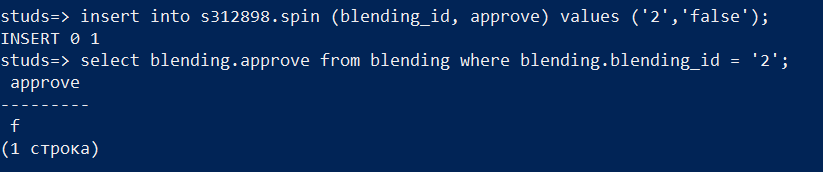 studs=> insert into s312898.spin (blending_id, approve) values ('2','false');
INSERT 0 1
studs=> select blending.approve from blending where blending.blending_id = '2';
 approve
---------
 f
(1 строка)